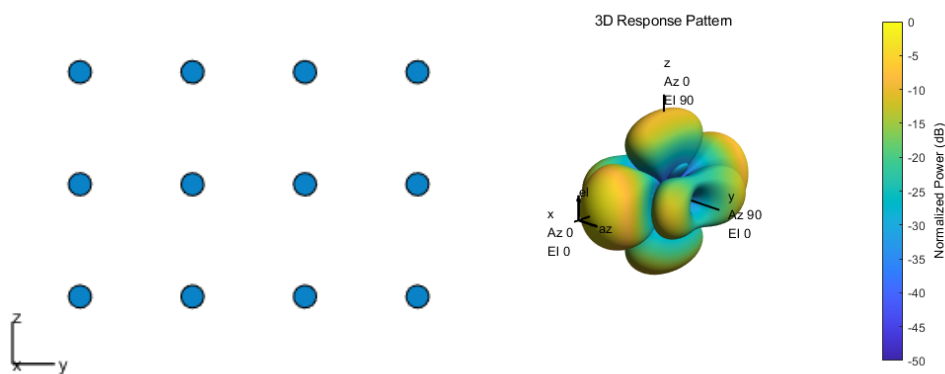 z
x
y
3D Response Pattern
z
Az 0
El 90
el
az
x
Az 0
El 0
y
Az 90
El 0
0
-5
-10
-15
-20
-25
-30
-35
-40
-45
-50
Normalized Power (dB)